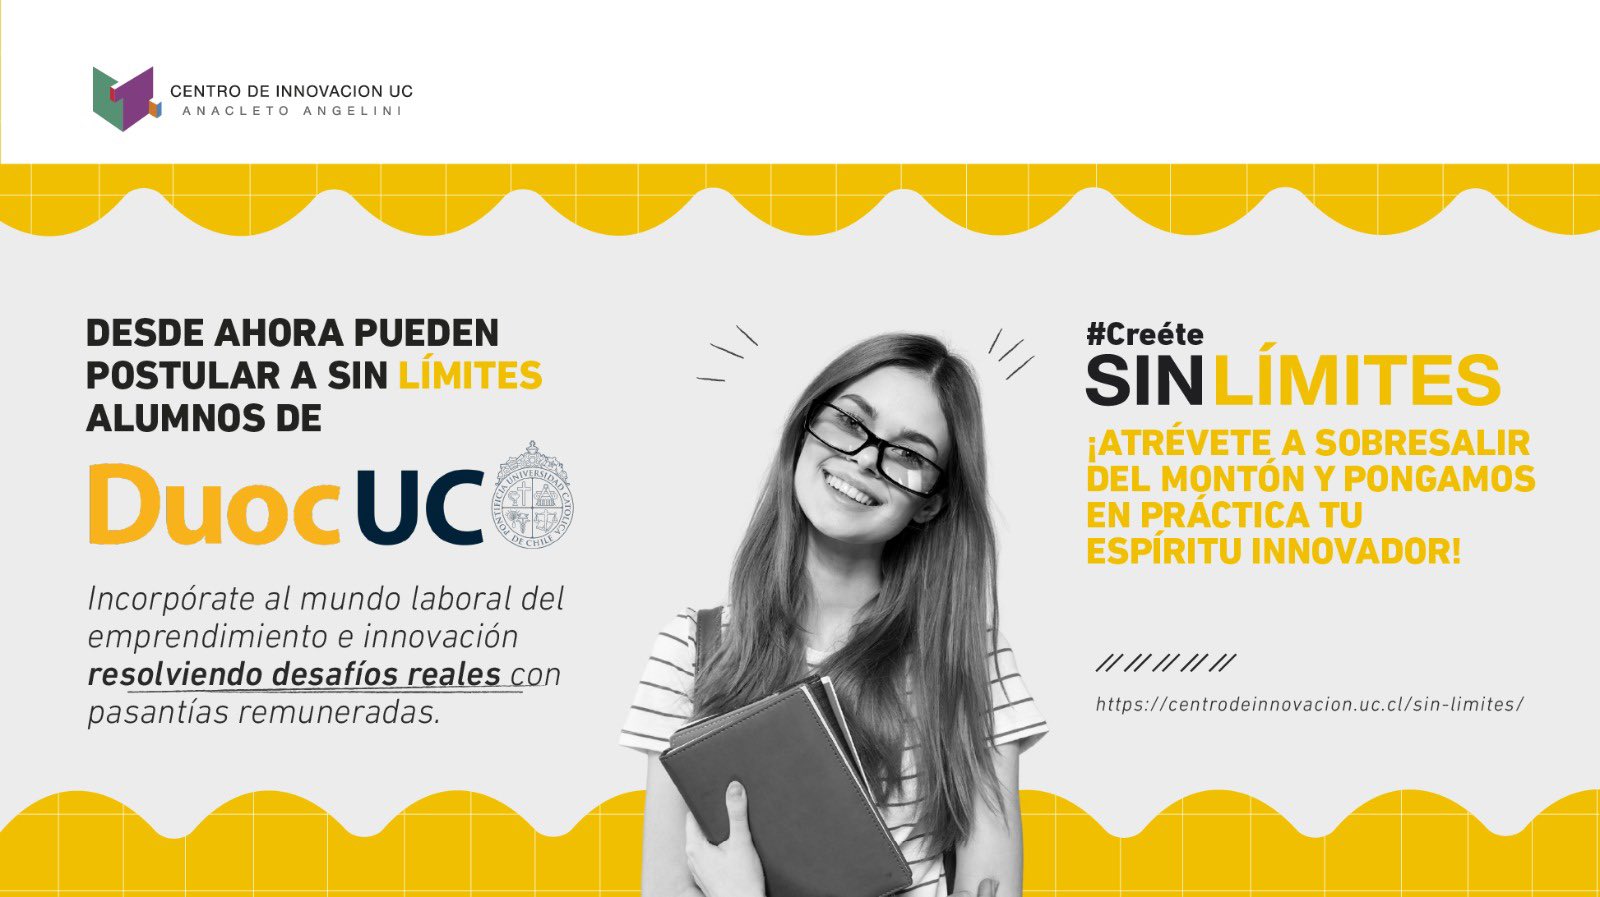 CENTRO DE INNOVACION UC
ANACLETO ANGELINI
DESDE AHORA PUEDEN
POSTULAR A SIN LÍMITES
ALUMNOS DE
Duoc UC
PONTIFICIA UNIVERSIDAD CATOLICA DE CHILE
Incorpórate al mundo laboral del
emprendimiento e innovación
resolviendo desafíos reales con
pasantías remuneradas.
#Creéte
SIN LÍMITES
¡ATRÉVETE A SOBRESALIR
DEL MONTÓN Y PONGAMOS
EN PRÁCTICA TU
ESPÍRITU INNOVADOR!
https://centrodeinnovacion.uc.cl/sin-limites/